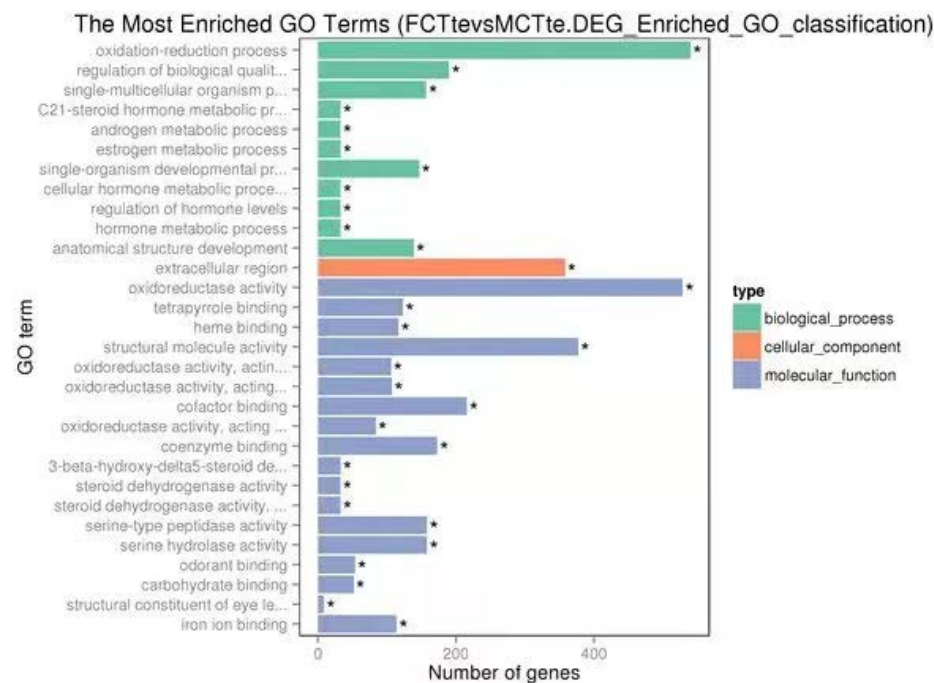 The Most Enriched GO Terms (FCTtevsMCTte.DEG_Enriched_GO_classification)
oxidation-reduction process
regulation of biological qualit...
single-multicellular organism p...
C21-steroid hormone metabolic pr...
androgen metabolic process
estrogen metabolic process
single-organism developmental pr...
cellular hormone metabolic proce...
regulation of hormone levels
hormone metabolic process
anatomical structure development
extracellular region
oxidoreductase activity
tetrapyrrole binding
heme binding
structural molecule activity
oxidoreductase activity, actin...
oxidoreductase activity, acting...
cofactor binding
oxidoreductase activity, acting ...
coenzyme binding
3-beta-hydroxy-delta5-steroid de...
steroid dehydrogenase activity
steroid dehydrogenase activity, ...
serine-type peptidase activity
serine hydrolase activity
odorant binding
carbohydrate binding
structural constituent of eye le...
iron ion binding
GO term
0 200 400
Number of genes
type
biological_process
cellular_component
molecular_function